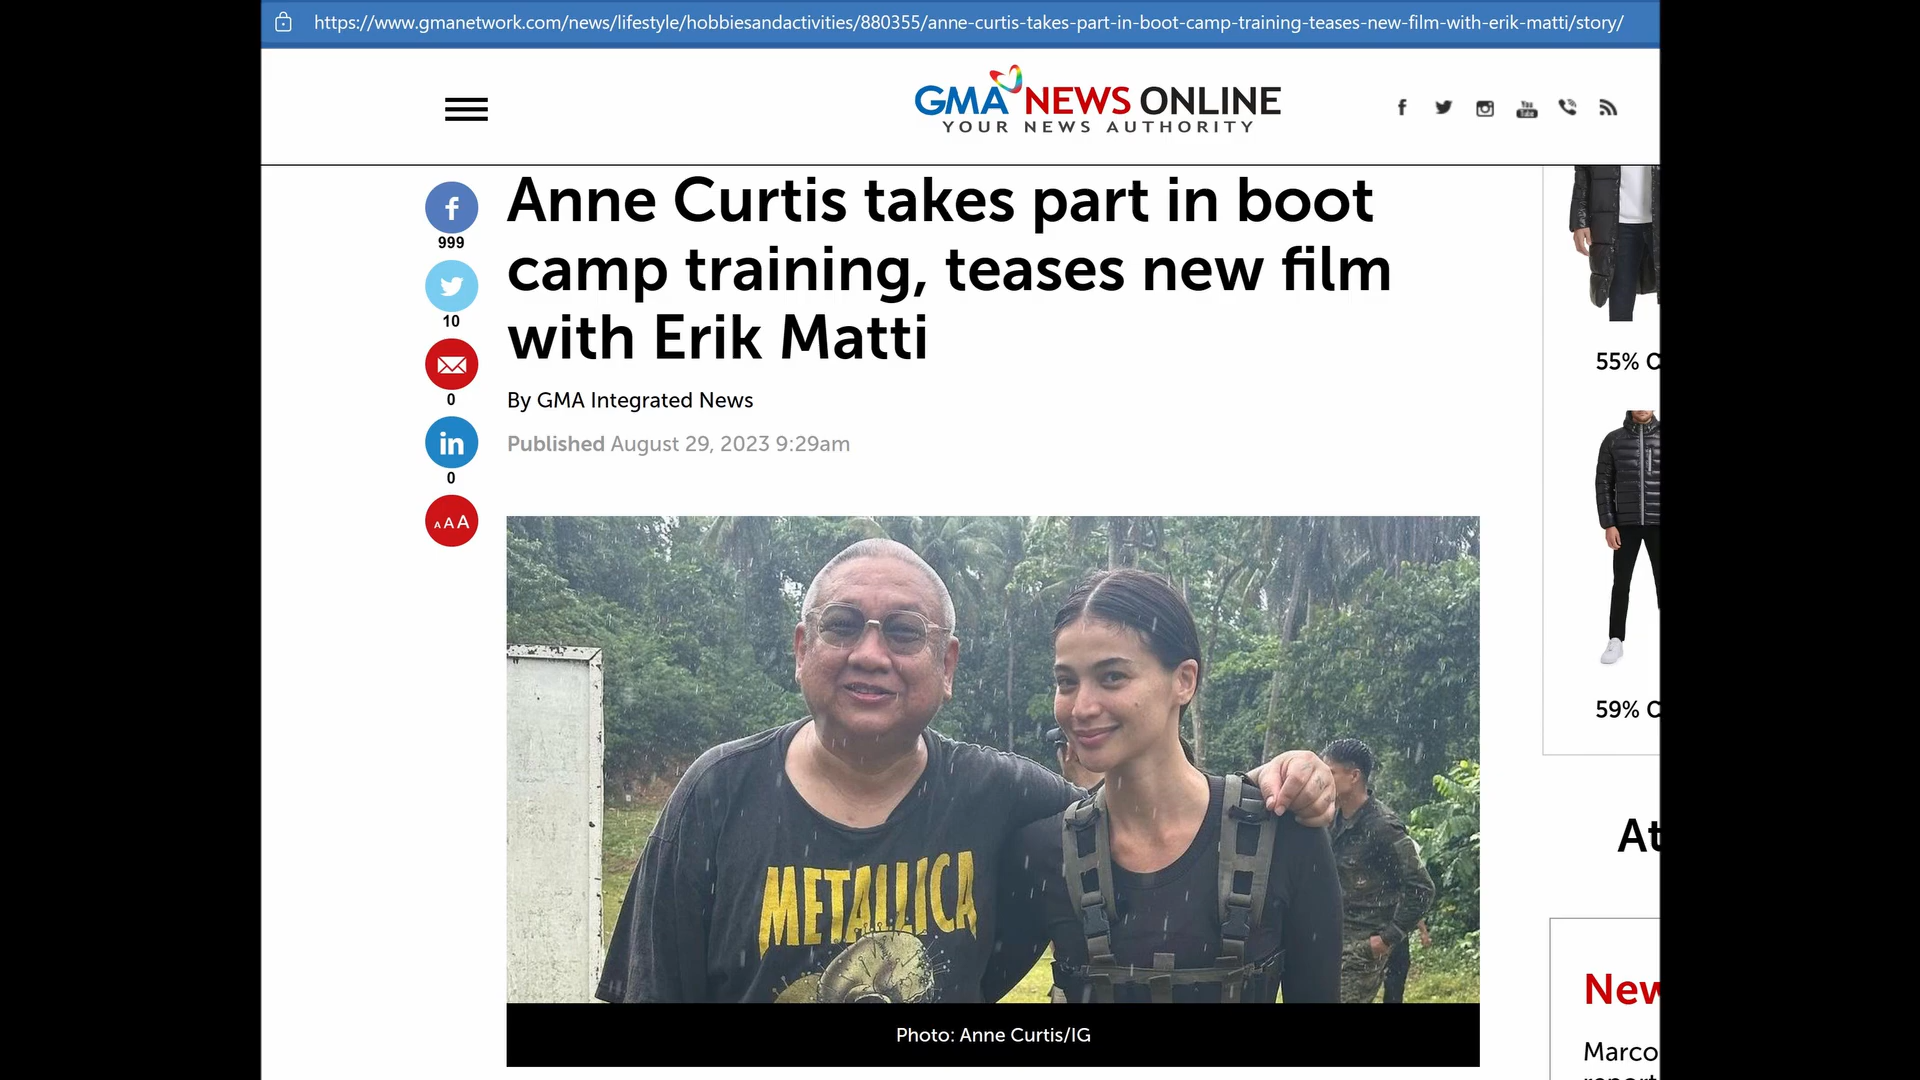 https://www.gmanetwork.com/news/lifestyle/hobbiesandactivities/880355/anne-curtis-takes-part-in-boot-camp-training-teases-new-film-with-erik-matti/story/
GMA NEWS ONLINE
YOUR NEWS AUTHORITY
Anne Curtis takes part in boot
camp training, teases new film
with Erik Matti
By GMA Integrated News
Published August 29, 2023 9:29am
999
10
0
in
0
A A A
METALLICA
Photo: Anne Curtis/IG
55%
59%
At
New
Marco